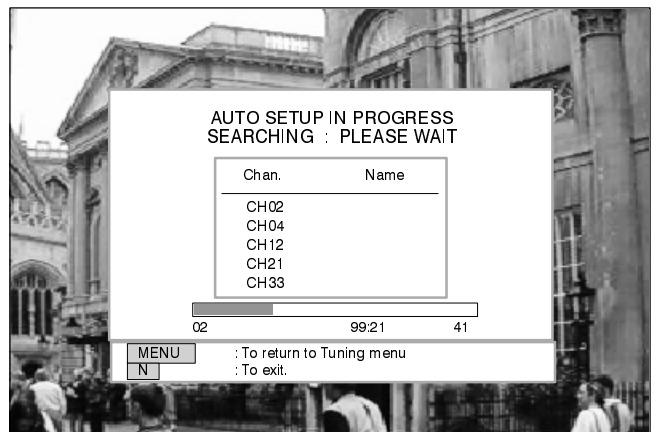 AUTO SETUP IN PROGRESS
SEARCHING : PLEASE WAIT
Chan. Name
CH02
CH04
CH12
CH21
CH33
02 99:21 41
MENU : To return to Tuning menu
N : To exit.